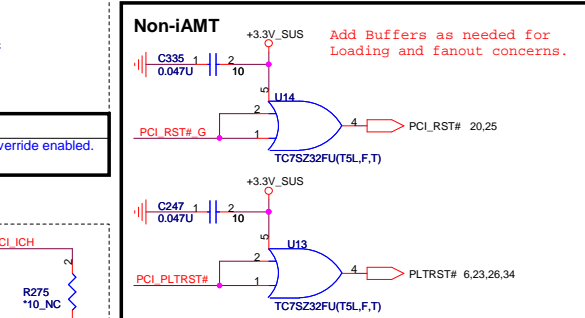 Non-iAMT
+3.3V_SUS
Add Buffers as needed for
Loading and fanout concerns.
C335 1 2
0.047U 10
5
U14
2
PCI_RST#_G 1
4 PCI_RST# 20,25
TC7SZ32FU(T5L,F,T)
verride enabled.
+3.3V_SUS
C247 1 2
0.047U 10
5
U13
CI_ICH
2
2
PCI_PLTRST# 1
4 PLTRST# 6,23,26,34
R275
*10_NC
TC7SZ32FU(T5L,F,T)